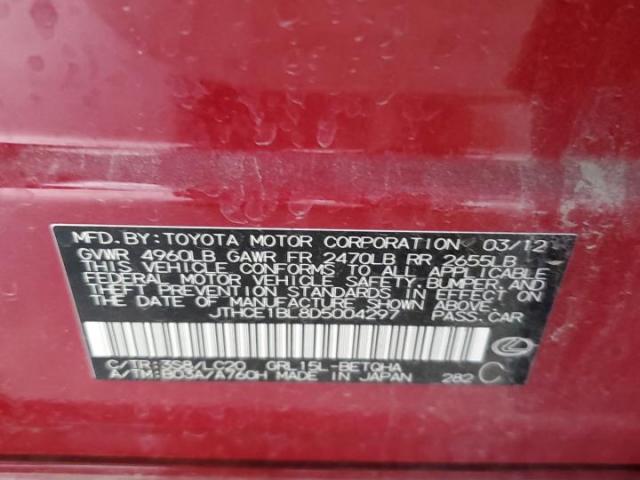 MFD.BY:TOYOTA MOTOR CORPORATION 03/12
GVWR 4960LB GAWR FR 2470LB RR 2655LB
THIS VEHICLE CONFORMS TO ALL APPLICABLE
FEDERAL MOTOR VEHICLE SAFETY,BUMPER, AND
THEFT PREVENTION STANDARDS IN EFFECT ON
THE DATE OF MANUFACTURE SHOWN ABOVE.
JTHCE1BL8D5004297 PASS.CAR
C/TR:3S8/LC20 GRL15L-BETQHA
A/TM:B03A/A760H MADE IN JAPAN 282 C